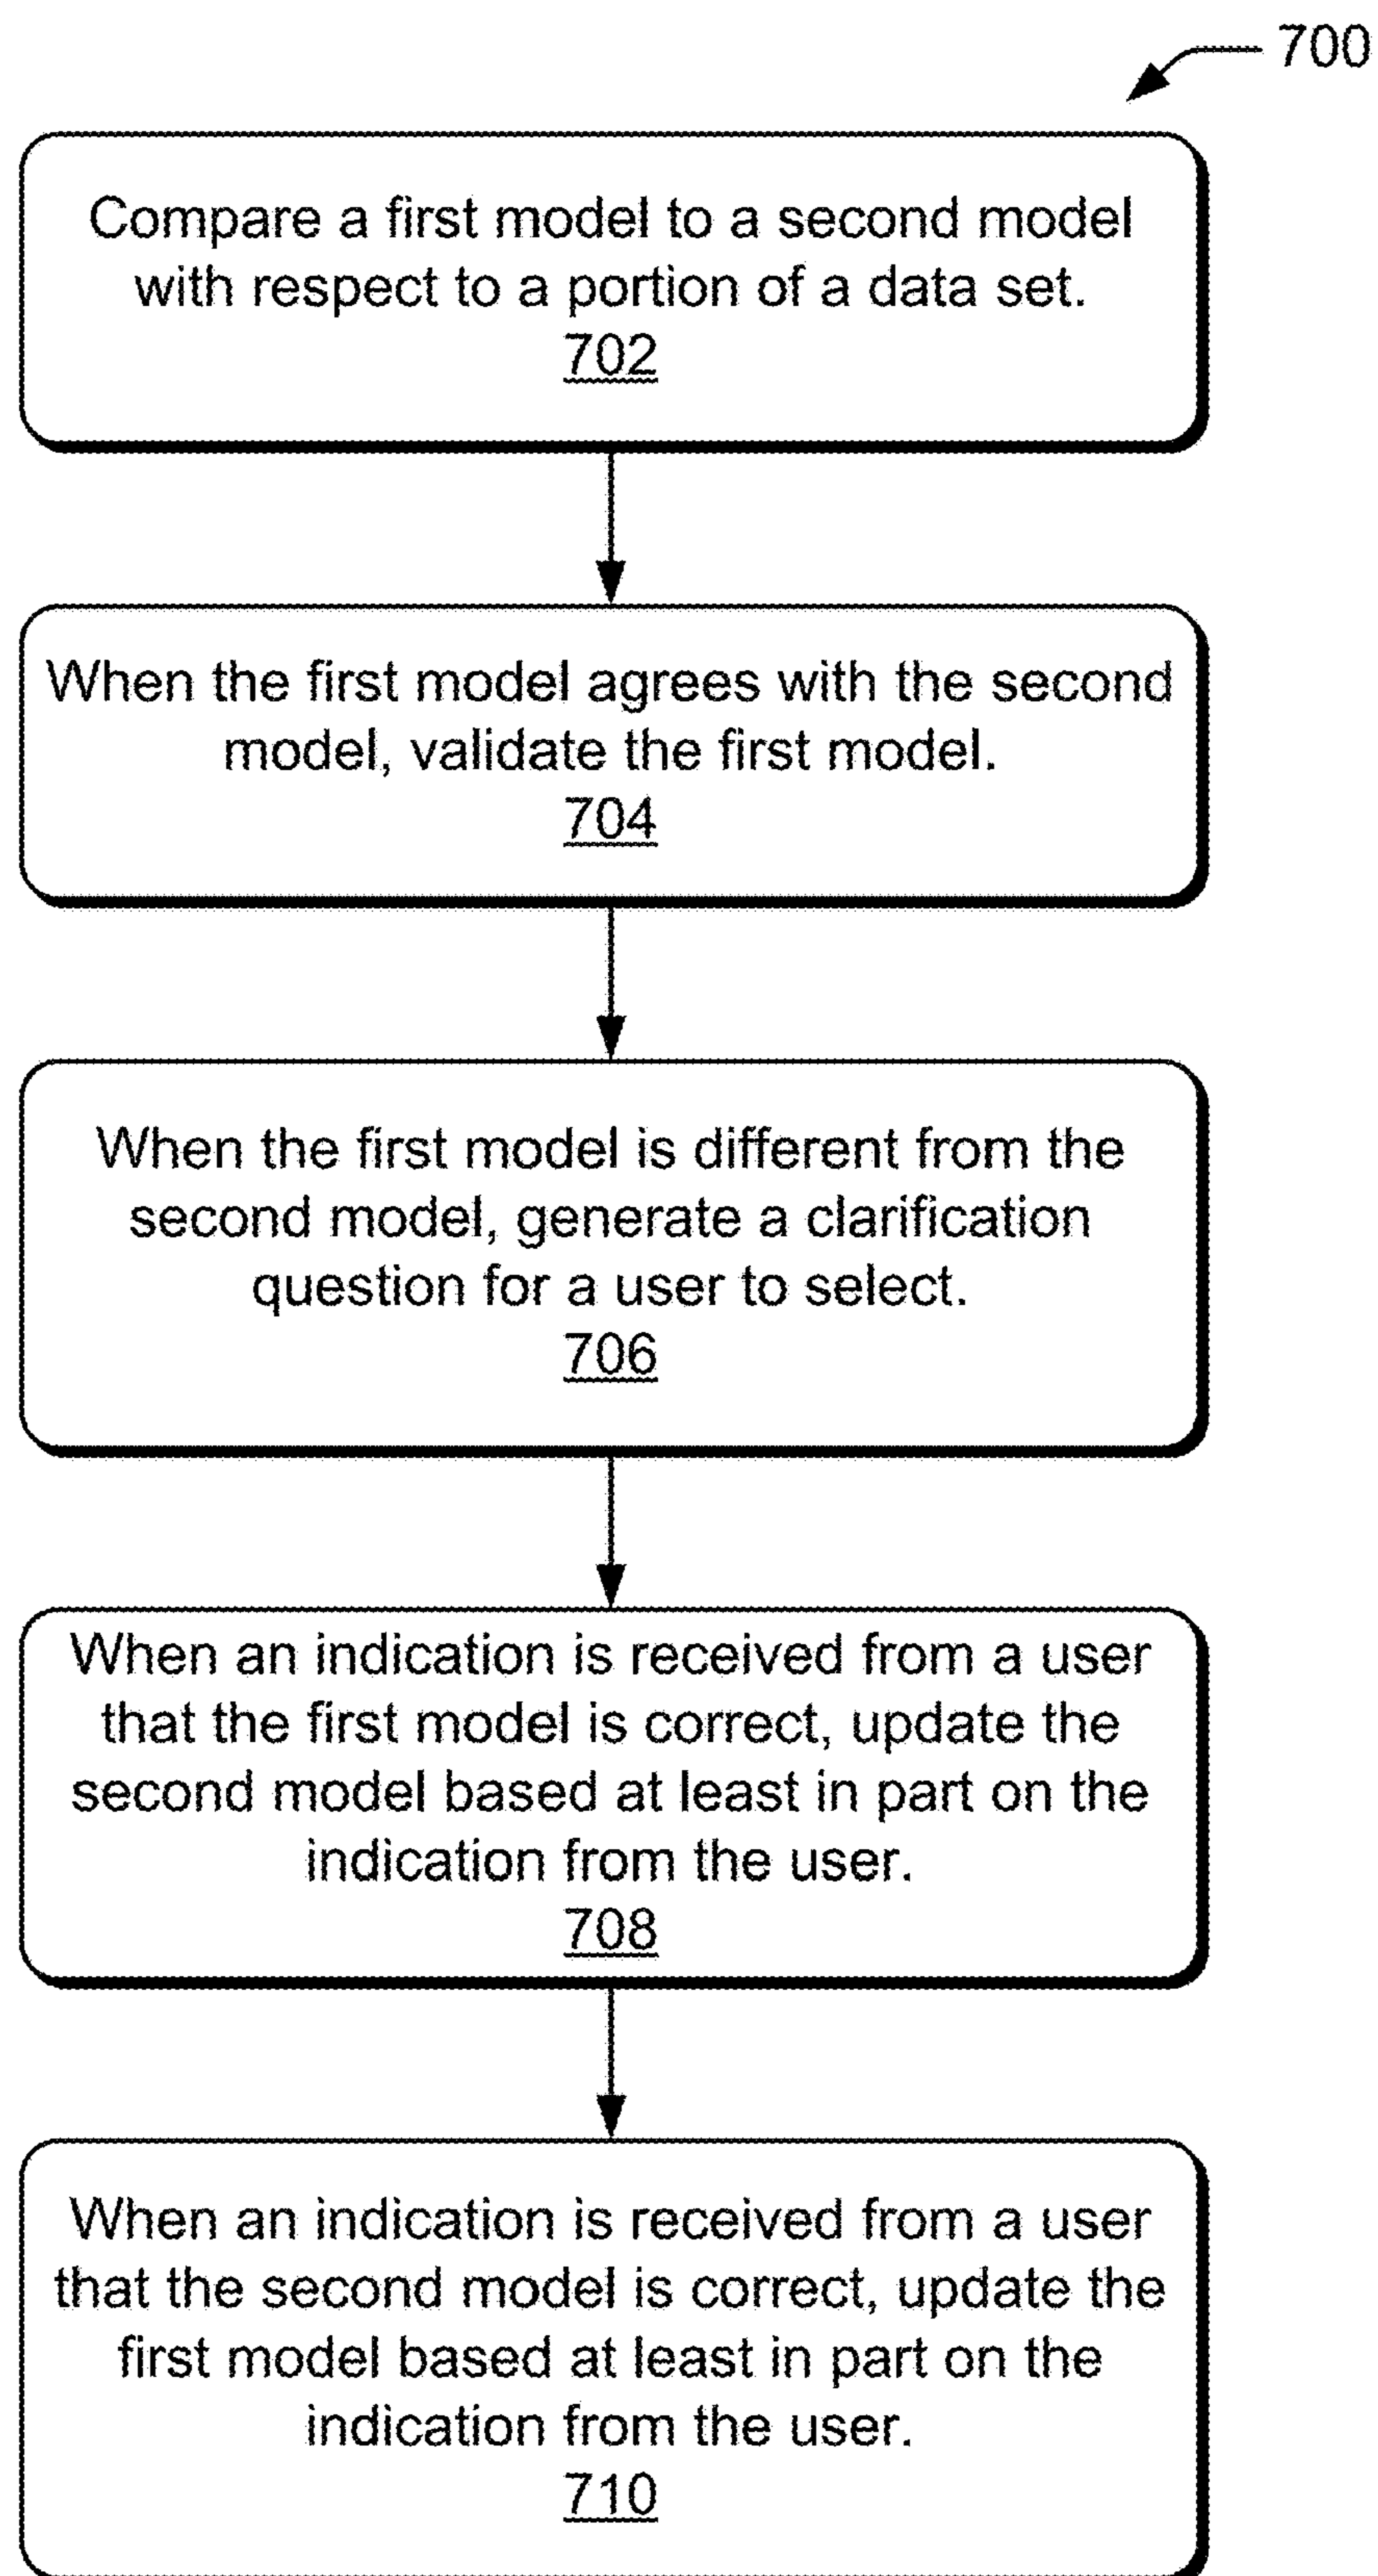 700
Compare a first model to a second model
with respect to a portion of a data set.
702
When the first model agrees with the second
model, validate the first model.
704
When the first model is different from the
second model, generate a clarification
question for a user to select.
706
When an indication is received from a user
that the first model is correct, update the
second model based at least in part on the
indication from the user.
708
When an indication is received from a user
that the second model is correct, update the
first model based at least in part on the
indication from the user.
710